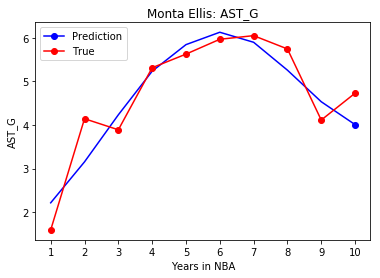 Monta Ellis: AST_G
Prediction
True
AST_G
6
5
4
3
2
1 2 3 4 5 6 7 8 9 10
Years in NBA